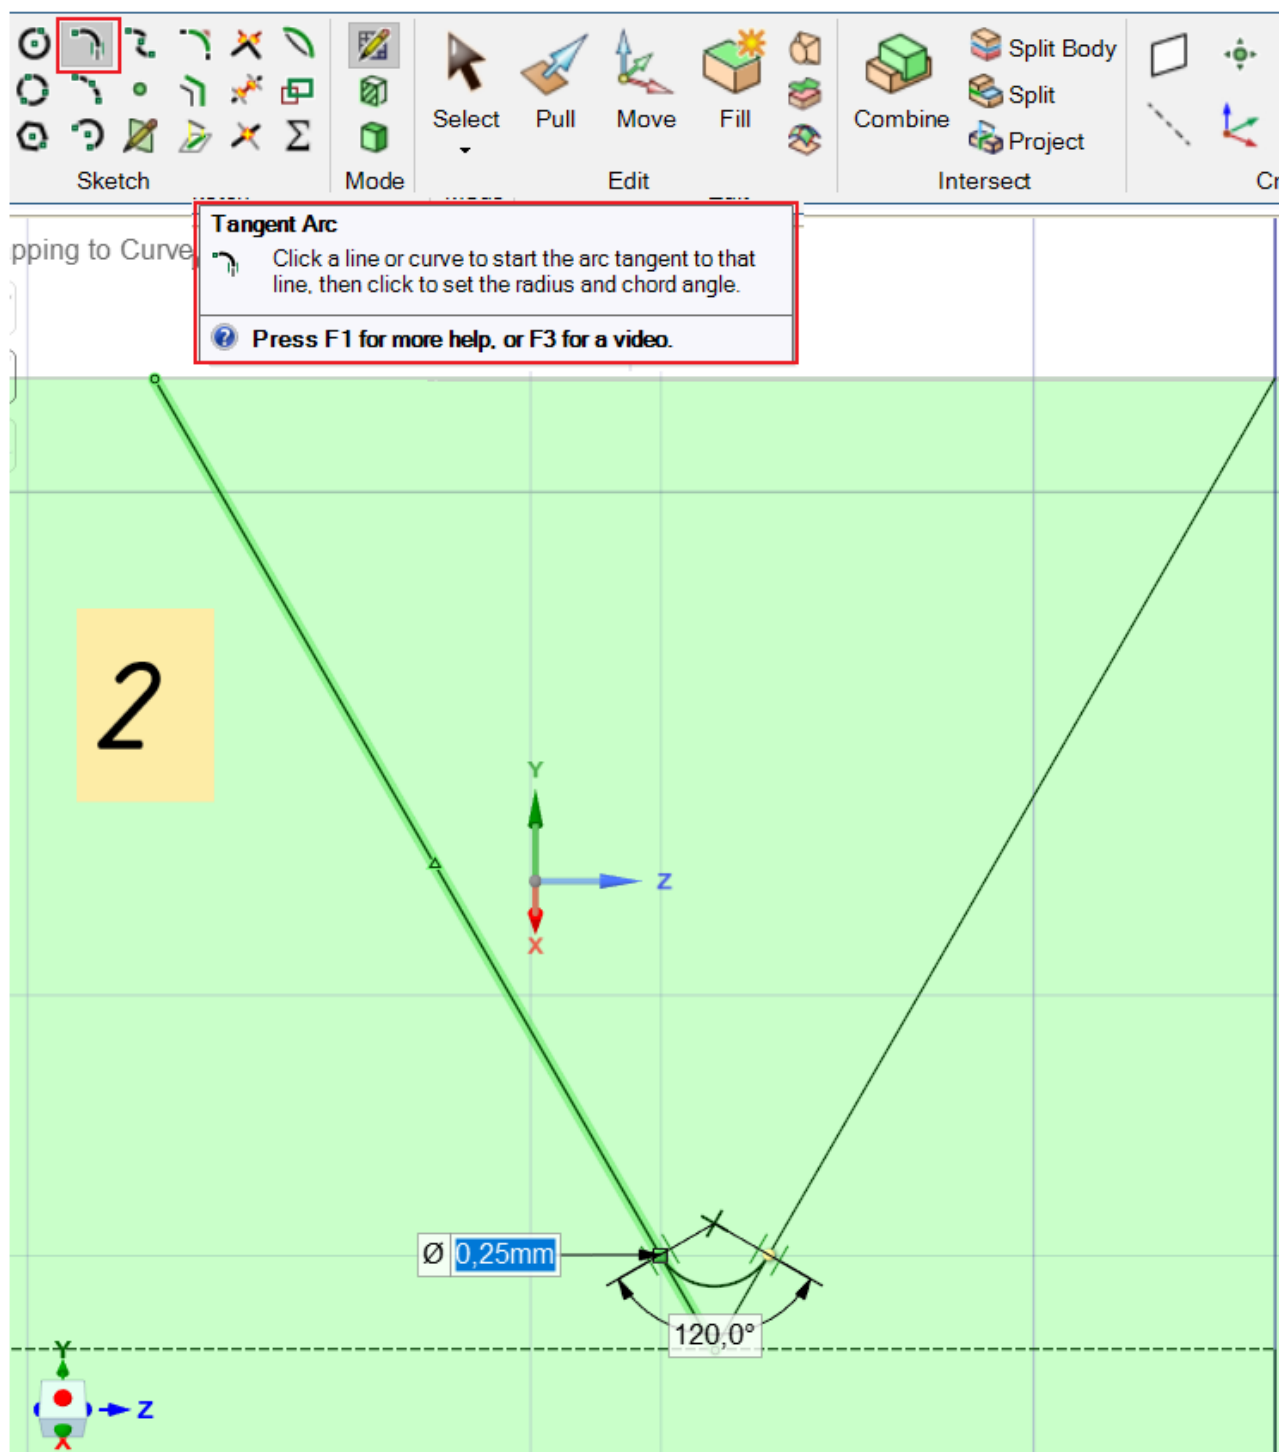 Select
Pull
Move
Fill
Combine
Split Body
Split
Project
Sketch
Mode
Edit
Intersect
Cr
pping to Curve
Tangent Arc
Click a line or curve to start the arc tangent to that
line, then click to set the radius and chord angle.
Press F1 for more help, or F3 for a video.
2
Y
Z
X
Ø 0,25mm
120,0°
Y
Z
X